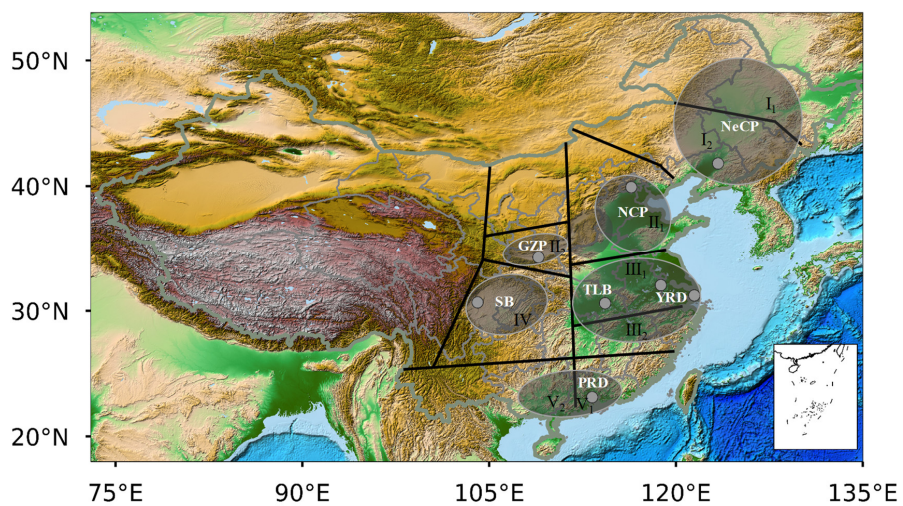 50°N
I₁
NeCP
I₂
40°N
NCP
II₁
GZP
II₂
III₁
TLB
YRD
30°N
SB
IV
III₂
PRD
V₂
V₁
20°N
75°E
90°E
105°E
120°E
135°E